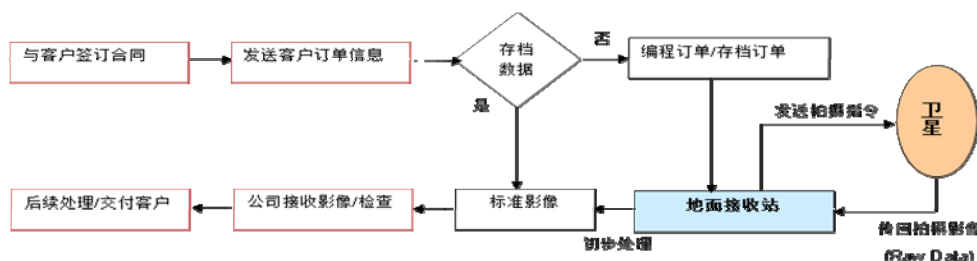 与客户签订合同
发送客户订单信息
存档
数据
否
编程订单/存档订单
是
发送拍摄指令
卫
星
后续处理/交付客户
公司接收影像/检查
标准影像
初步处理
地面接收站
传回拍摄影像
(Raw Data)